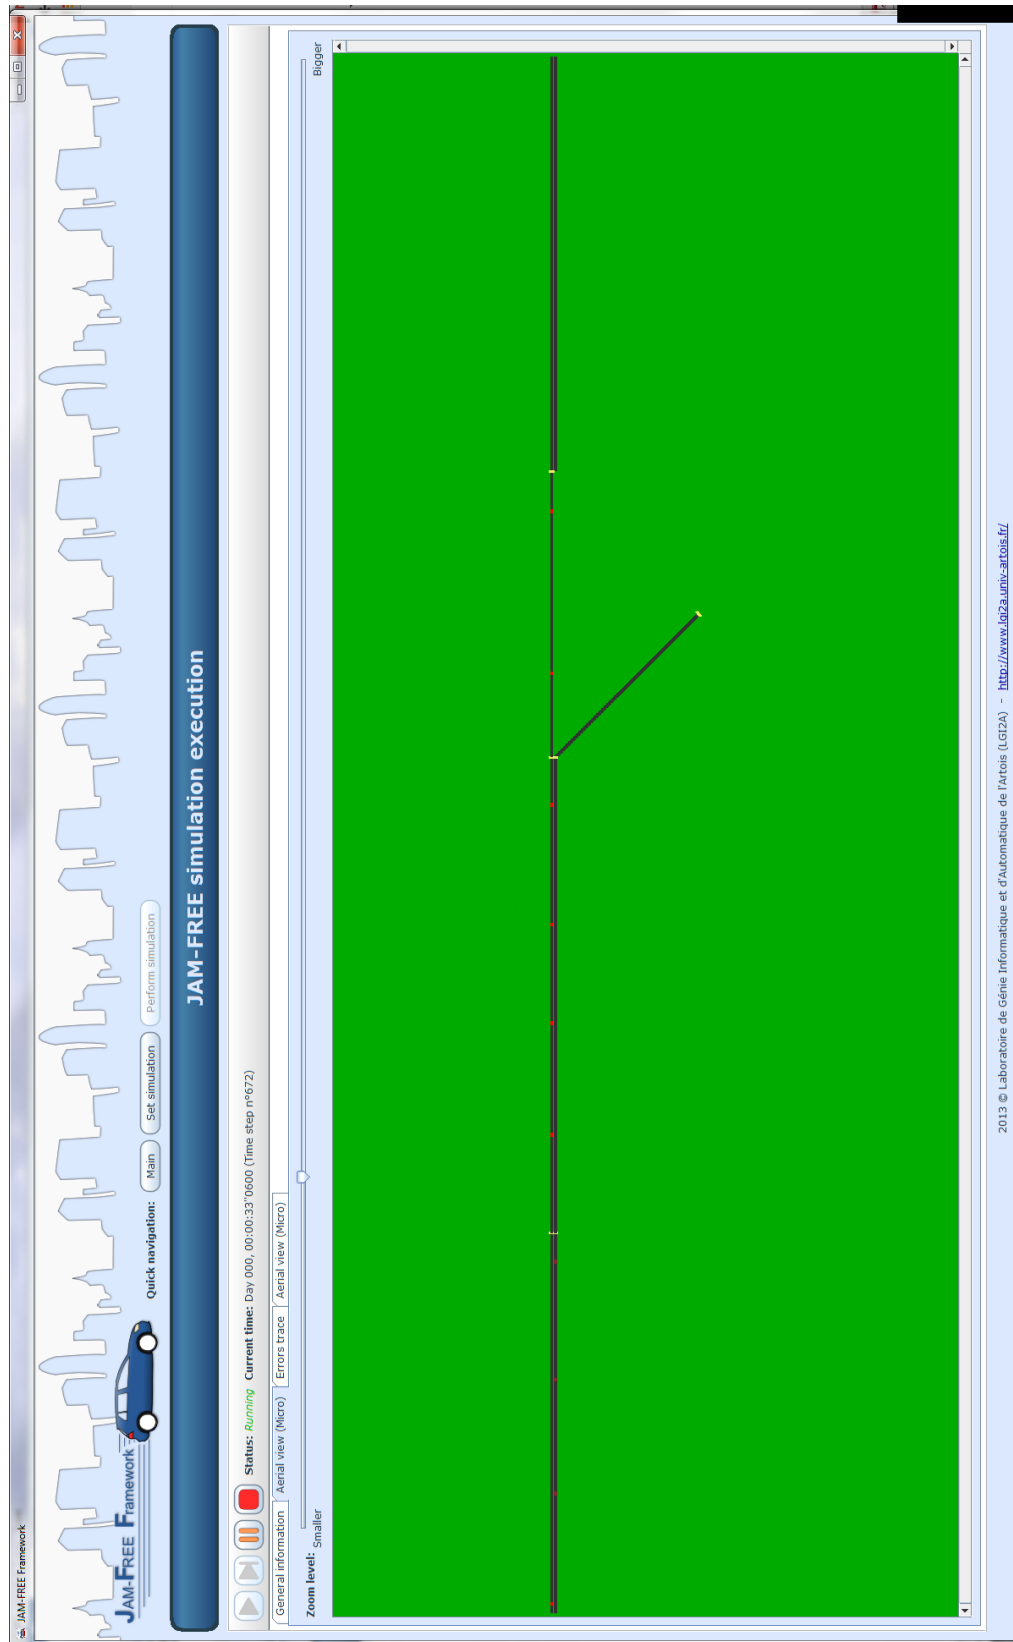 JAM-FREE Framework
JAM-FREE FRAMEWORK
Quick navigation: Main Set simulation Perform simulation
JAM-FREE simulation execution
Status: Running Current time: Day 000, 00:00:33"0600 (Time step n°672)
General information Aerial view (Micro) Errors trace Aerial view (Micro)
Zoom level: Smaller Bigger
2013 © Laboratoire de Génie Informatique et d'Automatique de l'Artois (LGI2A) - http://www.lgi2a.univ-artois.fr/